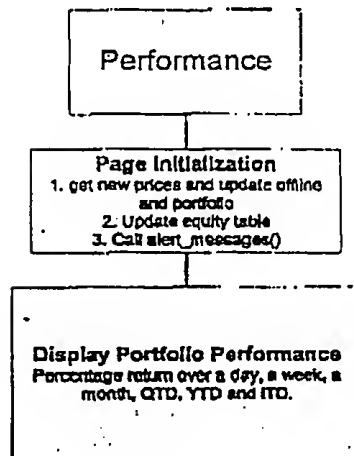 Performance
Page Initialization
1. get new prices and update offline
and portfolio
2. Update equity table
3. Call alert_messages()
Display Portfolio Performance
Percentage return over a day, a week, a
month, QTD, YTD and ITD.